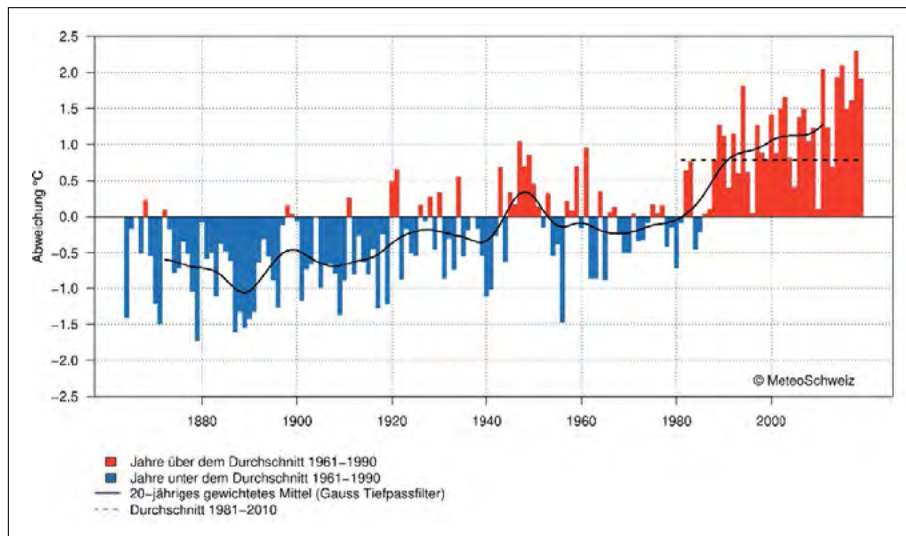 2.5
2.0
1.5
1.0
0.5
0.0
−0.5
−1.0
−1.5
−2.0
−2.5
Abweichung °C
© MeteoSchweiz
1880 1900 1920 1940 1960 1980 2000
Jahre über dem Durchschnitt 1961−1990
Jahre unter dem Durchschnitt 1961−1990
20−jähriges gewichtetes Mittel (Gauss Tiefpassfilter)
Durchschnitt 1981−2010